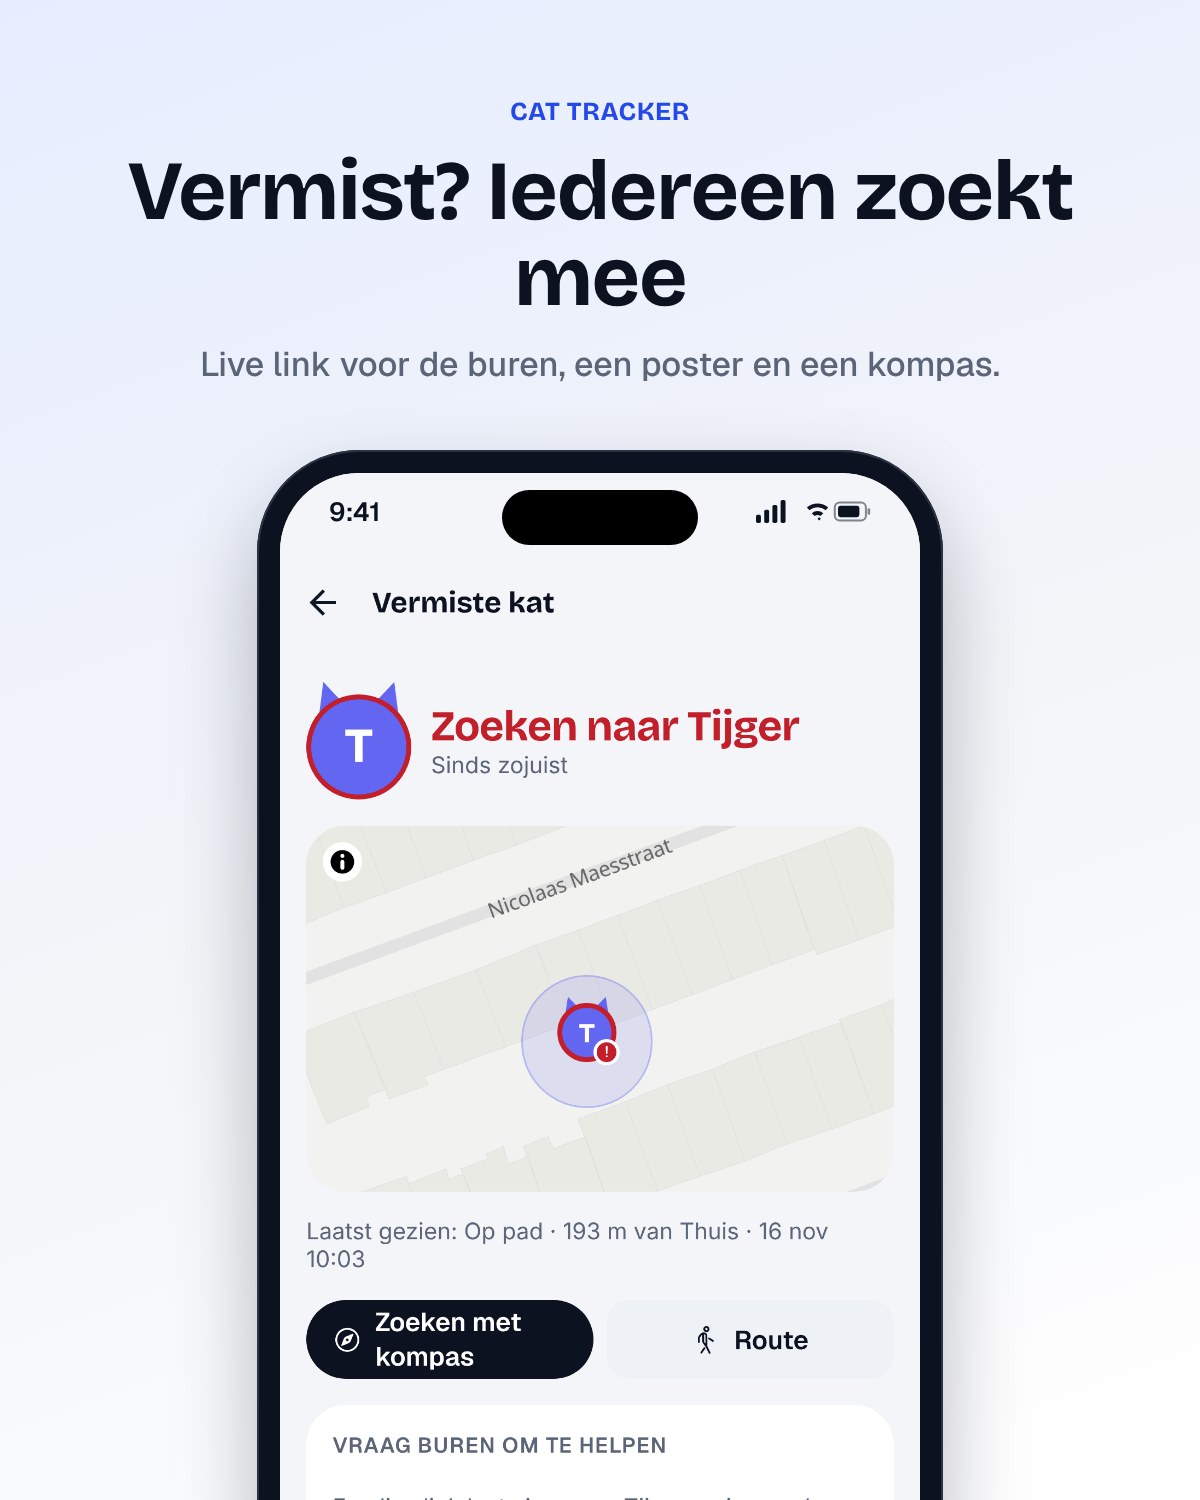 CAT TRACKER
Vermist? Iedereen zoekt
mee
Live link voor de buren, een poster en een kompas.
9:41
Vermiste kat
T
Zoeken naar Tijger
Sinds zojuist
Nicolaas Maesstraat
T
!
Laatst gezien: Op pad · 193 m van Thuis · 16 nov
10:03
Zoeken met
kompas
Route
VRAAG BUREN OM TE HELPEN